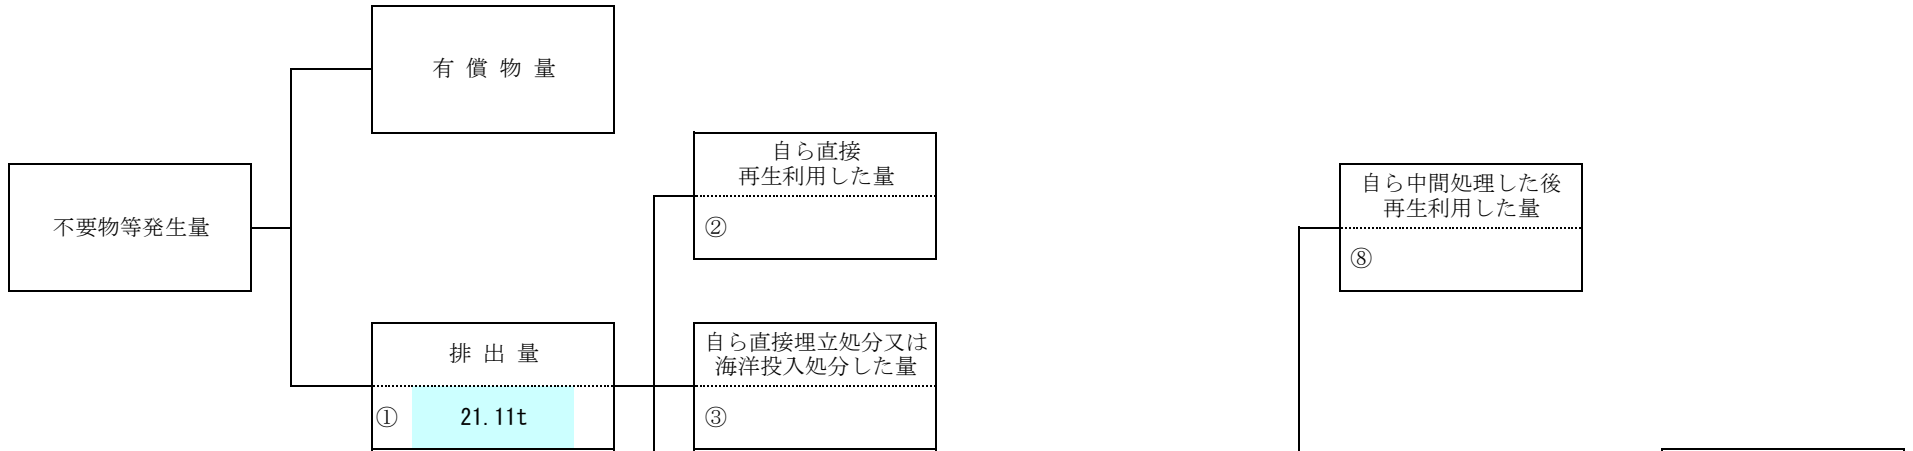 有 償 物 量
自ら直接
再生利用した量
②
自ら中間処理した後
再生利用した量
⑧
不要物等発生量
排 出 量
① 21.11t
自ら直接埋立処分又は
海洋投入処分した量
③